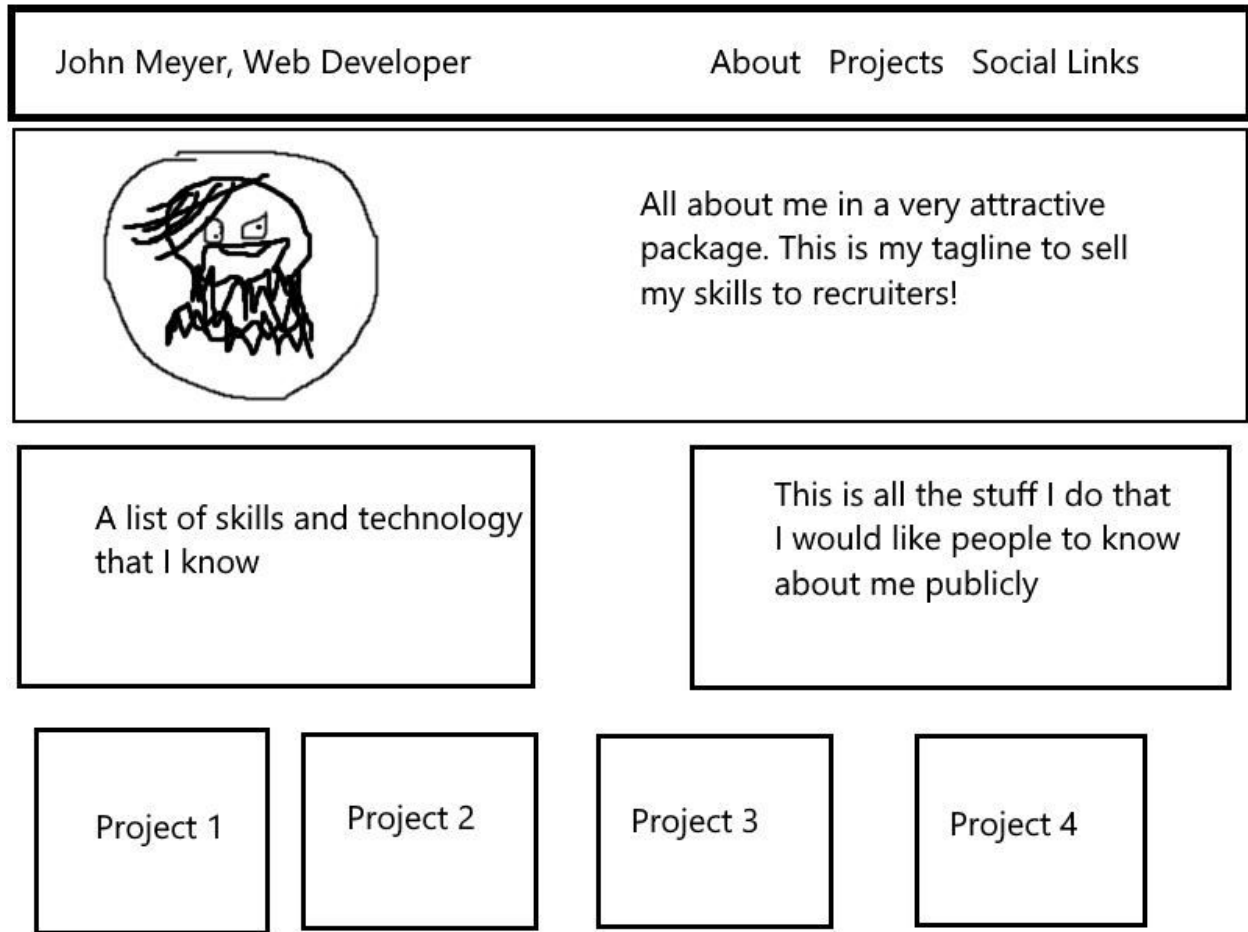 John Meyer, Web Developer
About Projects Social Links
All about me in a very attractive
package. This is my tagline to sell
my skills to recruiters!
A list of skills and technology
that I know
This is all the stuff I do that
I would like people to know
about me publicly
Project 1
Project 2
Project 3
Project 4